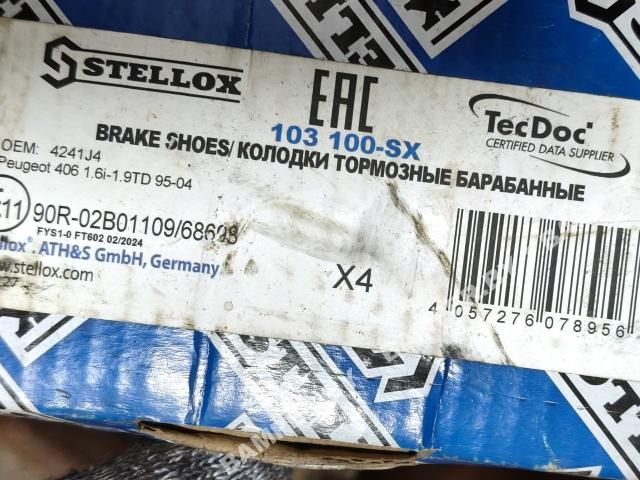 STELLOX
EAC
103 100-SX
TecDoc
CERTIFIED DATA SUPPLIER
BRAKE SHOES/ КОЛОДКИ ТОРМОЗНЫЕ БАРАБАННЫЕ
OEM: 4241J4
Peugeot 406 1.6i-1.9TD 95-04
E11 90R-02B01109/68608
FYS1-0 FT602 02/2024
ATH&S GmbH, Germany
.stellox.com
X4
4 057276 078956